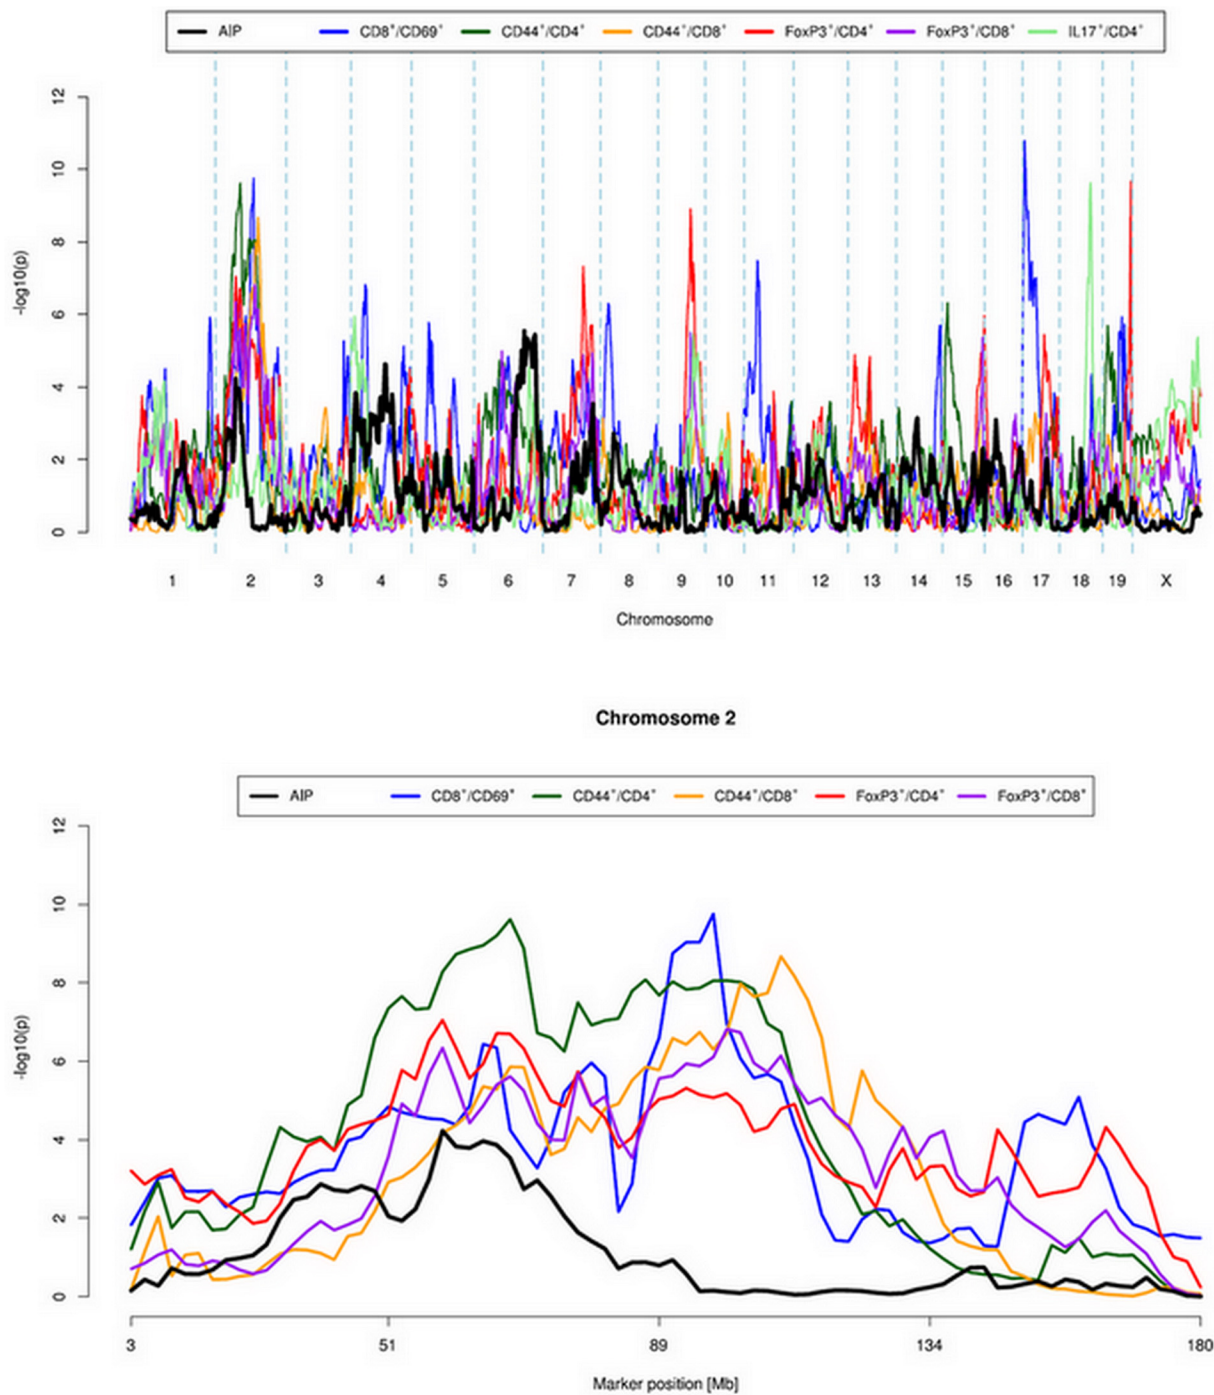 AIP CD8⁺/CD69⁺ CD44⁺/CD4⁺ CD44⁺/CD8⁺ FoxP3⁺/CD4⁺ FoxP3⁺/CD8⁺ IL17⁺/CD4⁺
12
10
8
6
4
2
0
-log10(p)
1 2 3 4 5 6 7 8 9 10 11 12 13 14 15 16 17 18 19 X
Chromosome
Chromosome 2
AIP CD8⁺/CD69⁺ CD44⁺/CD4⁺ CD44⁺/CD8⁺ FoxP3⁺/CD4⁺ FoxP3⁺/CD8⁺
12
10
8
6
4
2
0
-log10(p)
3 51 89 134 180
Marker position [Mb]